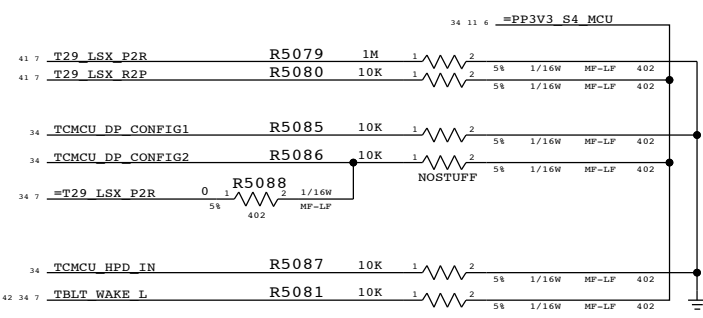 34 11 6 =PP3V3_S4_MCU
41 7 T29_LSX_P2R R5079 1M 1 2
5% 1/16W MF-LF 402
41 7 T29_LSX_R2P R5080 10K 1 2
5% 1/16W MF-LF 402
34 TCMCU_DP_CONFIG1 R5085 10K 1 2
5% 1/16W MF-LF 402
34 TCMCU_DP_CONFIG2 R5086 10K 1 2
5% 1/16W MF-LF 402
NOSTUFF
34 7 =T29_LSX_P2R 0 1 R5088 2 1/16W
5% MF-LF
402
34 TCMCU_HPD_IN R5087 10K 1 2
5% 1/16W MF-LF 402
42 34 7 TBLT_WAKE_L R5081 10K 1 2
5% 1/16W MF-LF 402